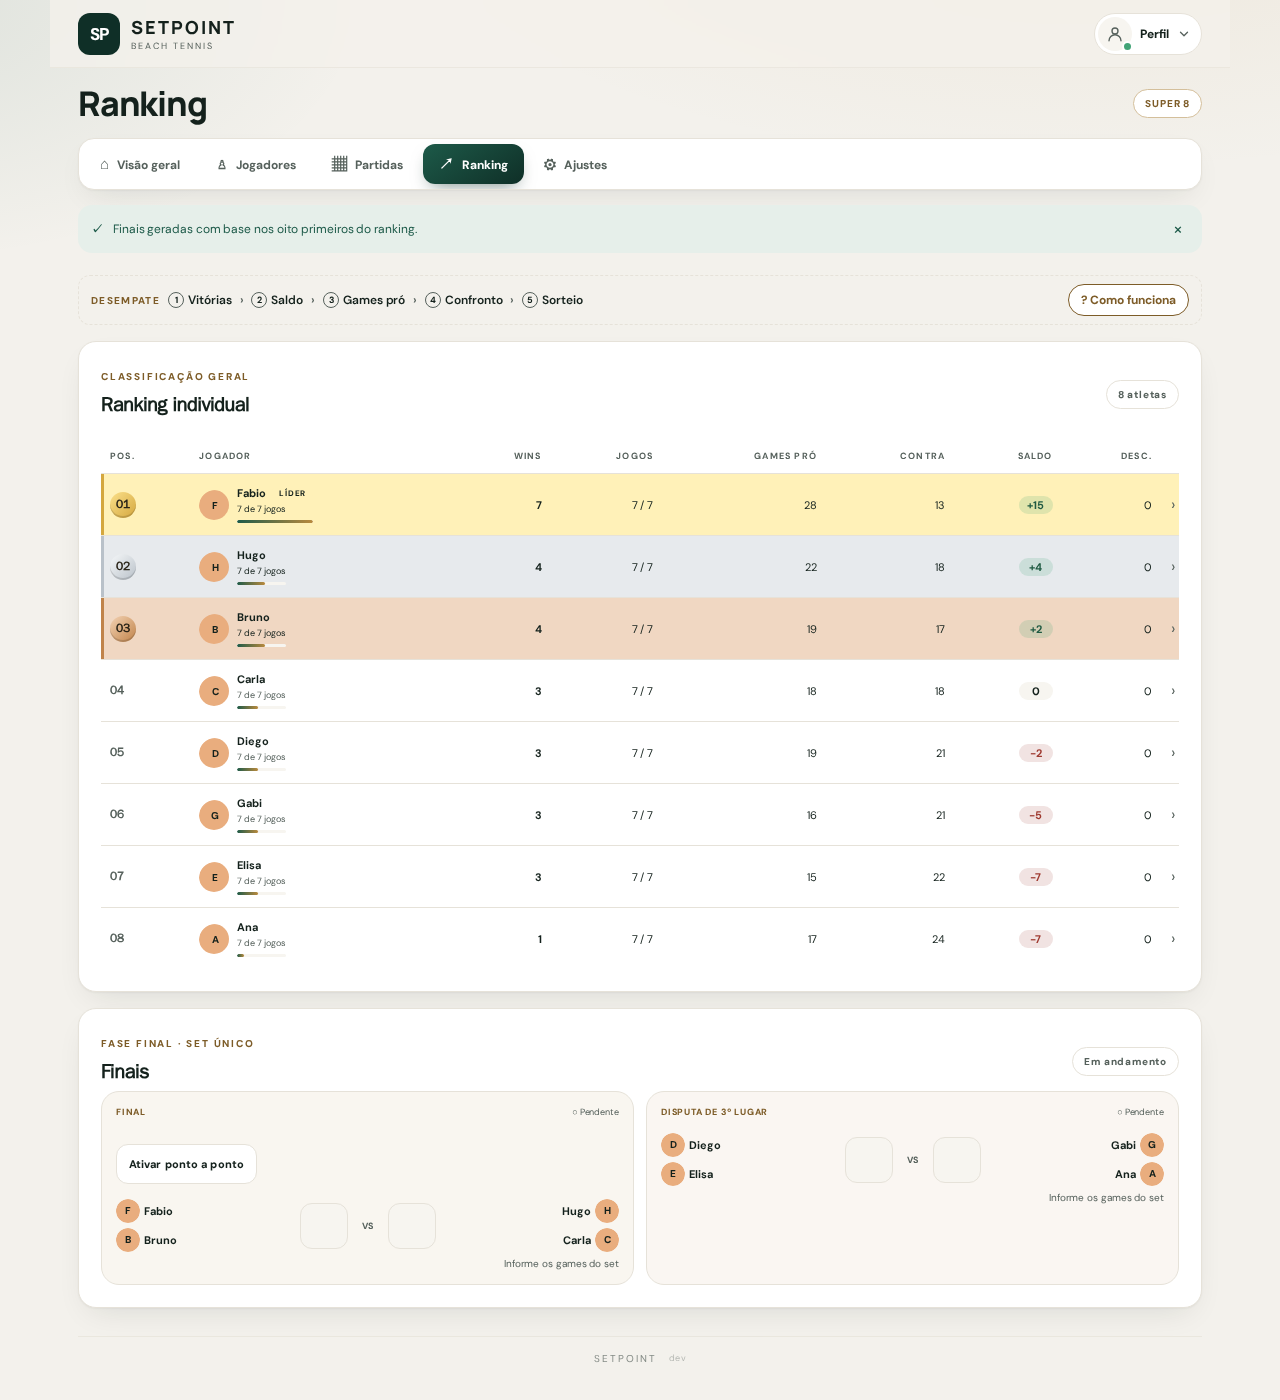 SP SETPOINT
BEACH TENNIS
Perfil
Ranking
SUPER 8
Visão geral Jogadores Partidas Ranking Ajustes
✓ Finais geradas com base nos oito primeiros do ranking. ×
DESEMPATE 1 Vitórias › 2 Saldo › 3 Games pró › 4 Confronto › 5 Sorteio ? Como funciona
CLASSIFICAÇÃO GERAL
Ranking individual
8 atletas
POS. JOGADOR WINS JOGOS GAMES PRÓ CONTRA SALDO DESC.
01 F Fabio LÍDER 7 7 / 7 28 13 +15 0 ›
7 de 7 jogos
02 H Hugo 4 7 / 7 22 18 +4 0 ›
7 de 7 jogos
03 B Bruno 4 7 / 7 19 17 +2 0 ›
7 de 7 jogos
04 C Carla 3 7 / 7 18 18 0 0 ›
7 de 7 jogos
05 D Diego 3 7 / 7 19 21 -2 0 ›
7 de 7 jogos
06 G Gabi 3 7 / 7 16 21 -5 0 ›
7 de 7 jogos
07 E Elisa 3 7 / 7 15 22 -7 0 ›
7 de 7 jogos
08 A Ana 1 7 / 7 17 24 -7 0 ›
7 de 7 jogos
FASE FINAL · SET ÚNICO
Finais
Em andamento
FINAL ○ Pendente
Ativar ponto a ponto
F Fabio
B Bruno
vs
Hugo H
Carla C
Informe os games do set
DISPUTA DE 3º LUGAR ○ Pendente
D Diego
E Elisa
vs
Gabi G
Ana A
Informe os games do set
SETPOINT dev